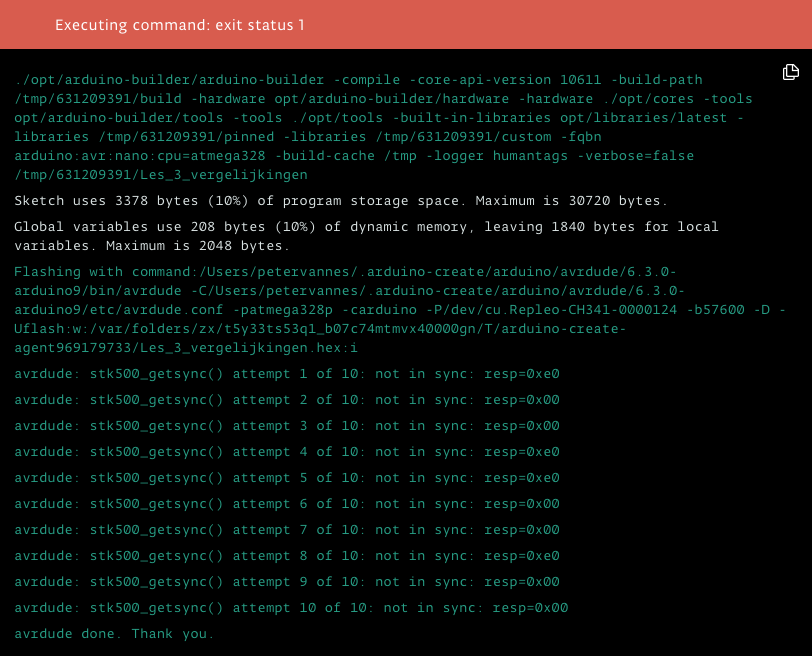 Executing command: exit status 1
./opt/arduino-builder/arduino-builder -compile -core-api-version 10611 -build-path
/tmp/631209391/build -hardware opt/arduino-builder/hardware -hardware ./opt/cores -tools
opt/arduino-builder/tools -tools ./opt/tools -built-in-libraries opt/libraries/latest -
libraries /tmp/631209391/pinned -libraries /tmp/631209391/custom -fqbn
arduino:avr:nano:cpu=atmega328 -build-cache /tmp -logger humantags -verbose=false
/tmp/631209391/Les_3_vergelijkingen
Sketch uses 3378 bytes (10%) of program storage space. Maximum is 30720 bytes.
Global variables use 208 bytes (10%) of dynamic memory, leaving 1840 bytes for local
variables. Maximum is 2048 bytes.
Flashing with command:/Users/petervannes/.arduino-create/arduino/avrdude/6.3.0-
arduino9/bin/avrdude -C/Users/petervannes/.arduino-create/arduino/avrdude/6.3.0-
arduino9/etc/avrdude.conf -patmega328p -carduino -P/dev/cu.Repleo-CH341-0000124 -b57600 -D -
Uflash:w:/var/folders/zx/t5y33ts53q1_b07c74mtmvx40000gn/T/arduino-create-
agent969179733/Les_3_vergelijkingen.hex:i
avrdude: stk500_getsync() attempt 1 of 10: not in sync: resp=0xe0
avrdude: stk500_getsync() attempt 2 of 10: not in sync: resp=0x00
avrdude: stk500_getsync() attempt 3 of 10: not in sync: resp=0x00
avrdude: stk500_getsync() attempt 4 of 10: not in sync: resp=0xe0
avrdude: stk500_getsync() attempt 5 of 10: not in sync: resp=0xe0
avrdude: stk500_getsync() attempt 6 of 10: not in sync: resp=0x00
avrdude: stk500_getsync() attempt 7 of 10: not in sync: resp=0x00
avrdude: stk500_getsync() attempt 8 of 10: not in sync: resp=0xe0
avrdude: stk500_getsync() attempt 9 of 10: not in sync: resp=0x00
avrdude: stk500_getsync() attempt 10 of 10: not in sync: resp=0x00
avrdude done. Thank you.